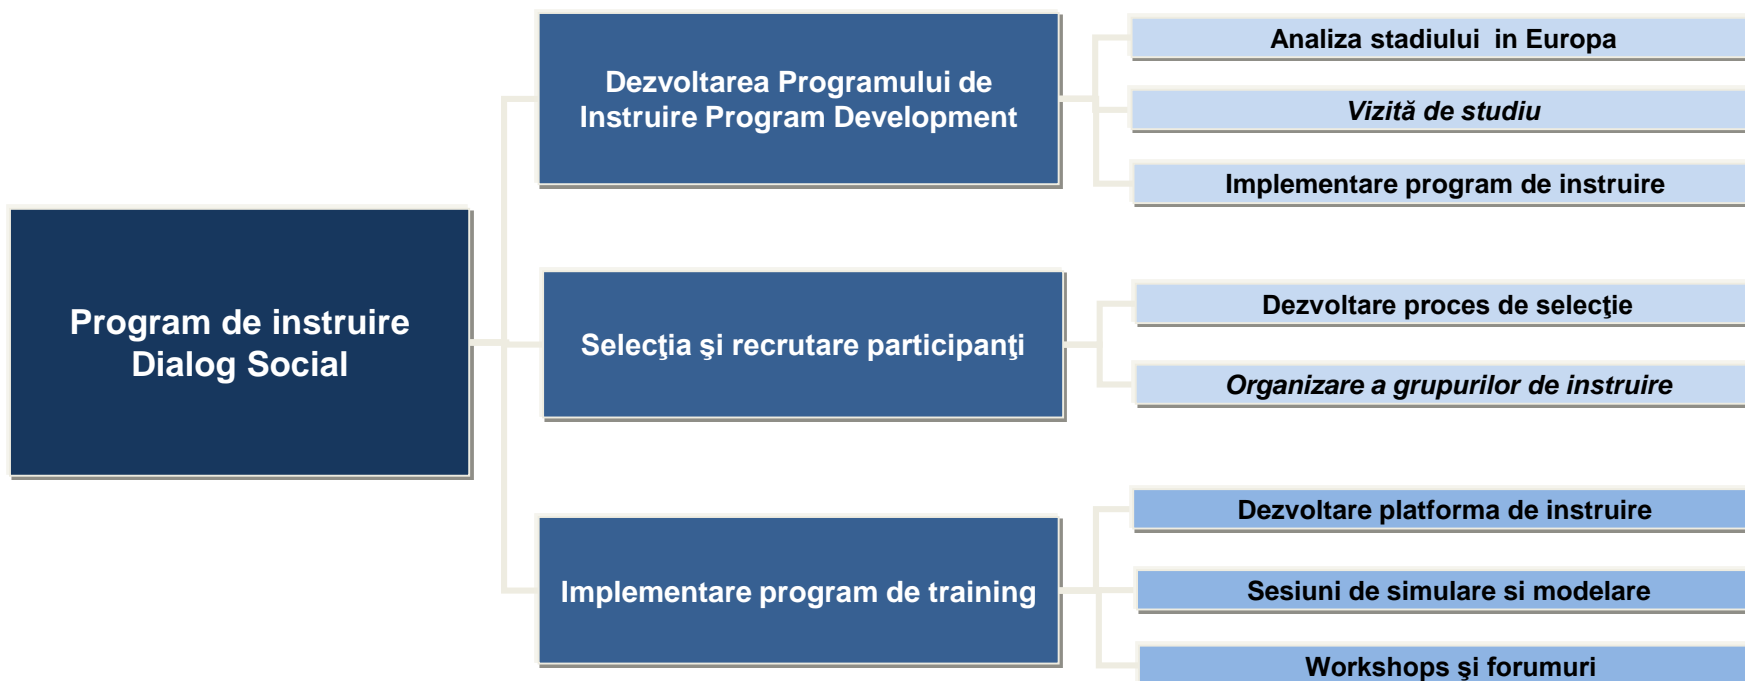 Program de instruire
Dialog Social
Dezvoltarea Programului de
Instruire Program Development
Analiza stadiului  in Europa
Vizită de studiu
Implementare program de instruire
Selecţia şi recrutare participanţi
Dezvoltare proces de selecţie
Organizare a grupurilor de instruire
Implementare program de training
Dezvoltare platforma de instruire
Sesiuni de simulare si modelare
Workshops şi forumuri